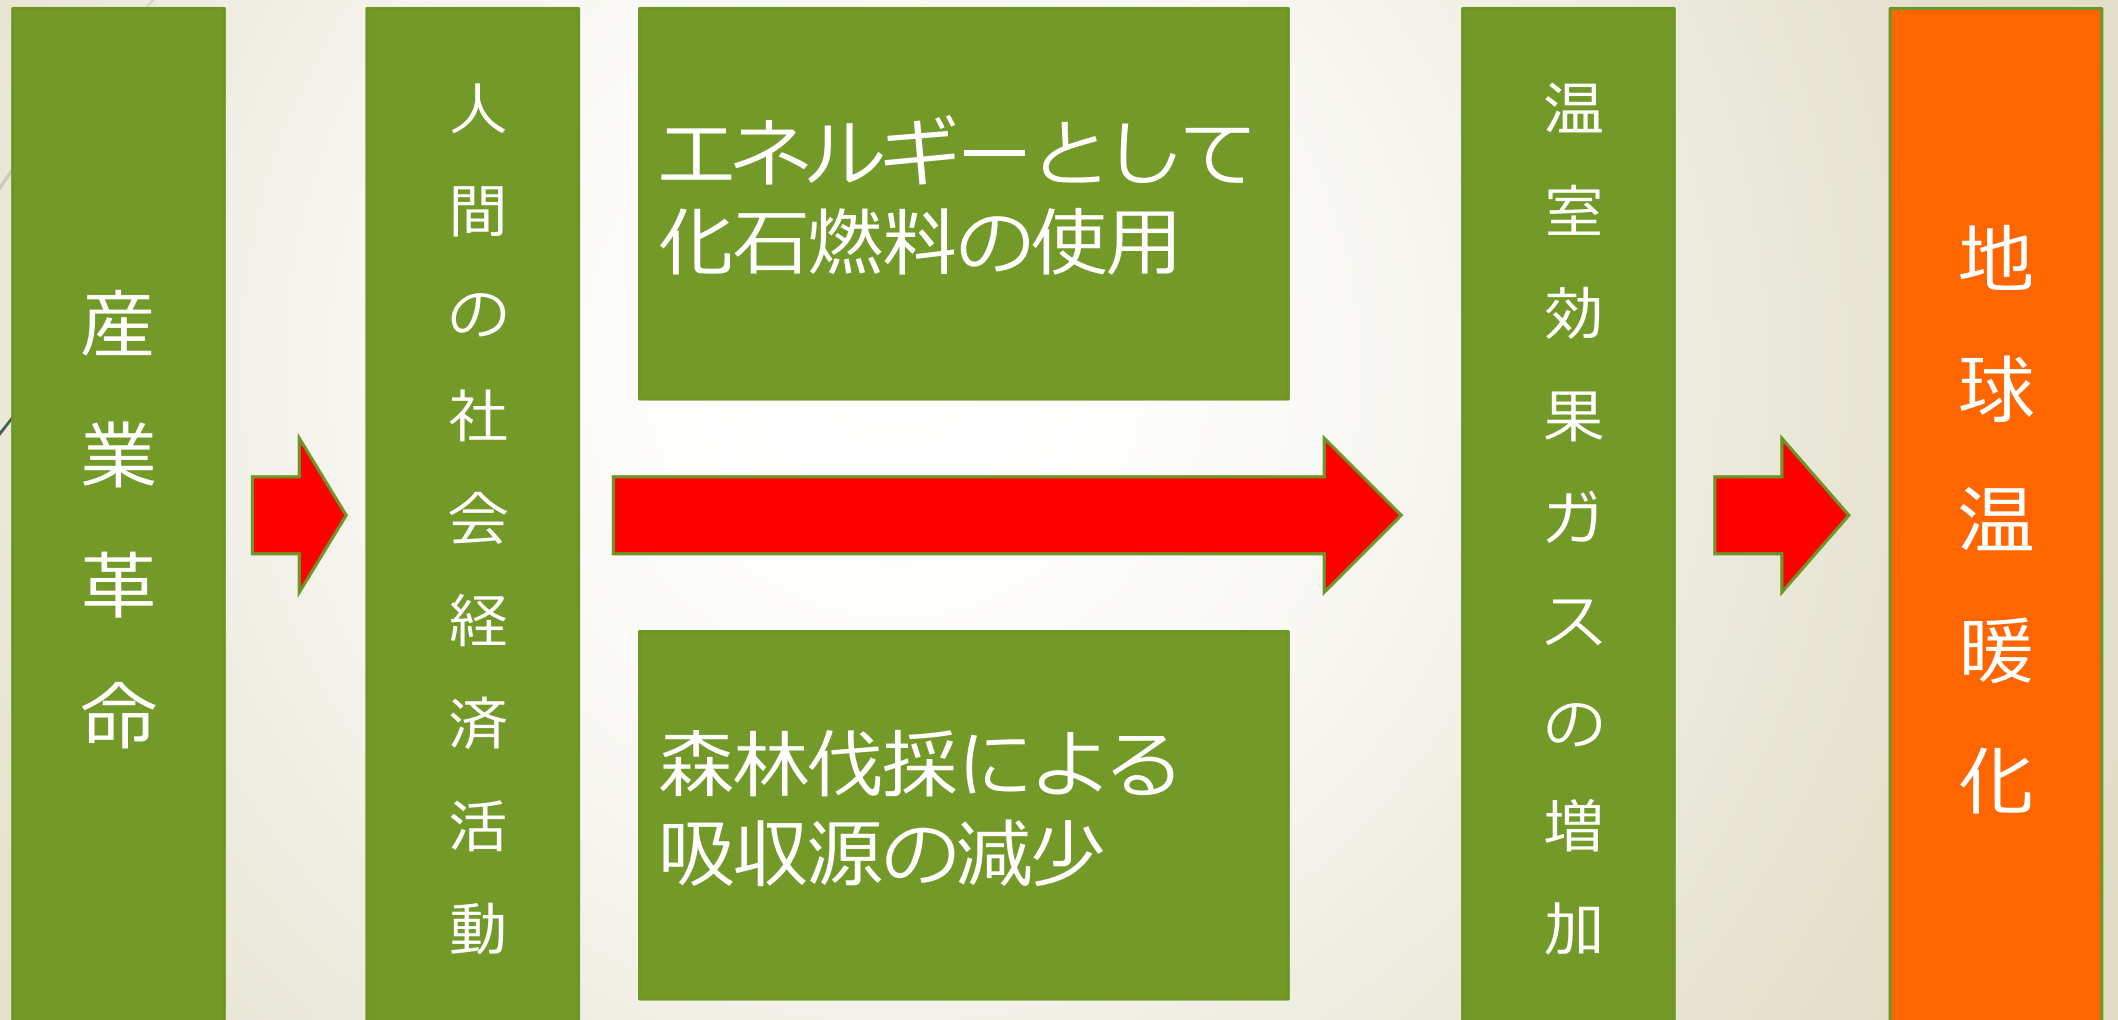 産業革命
人間の社会経済活動
エネルギーとして
化石燃料の使用
森林伐採による
吸収源の減少
温室効果ガスの増加
地球温暖化